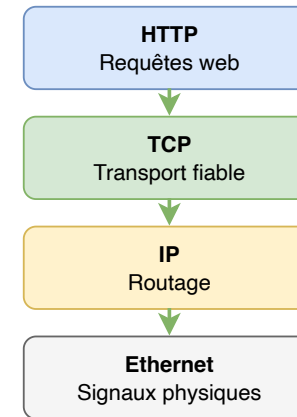 HTTP
Requêtes web
TCP
Transport fiable
IP
Routage
Ethernet
Signaux physiques